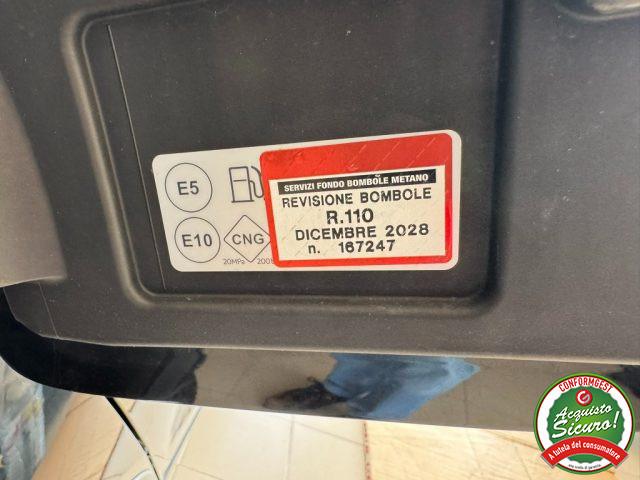 E5
E10
CNG
20MPa
SERVIZI FONDO BOMBOLE METANO
REVISIONE BOMBOLE
R.110
DICEMBRE 2028
n. 167247
CONFORMGEST
Acquisto
Sicuro!
A tutela del consumatore